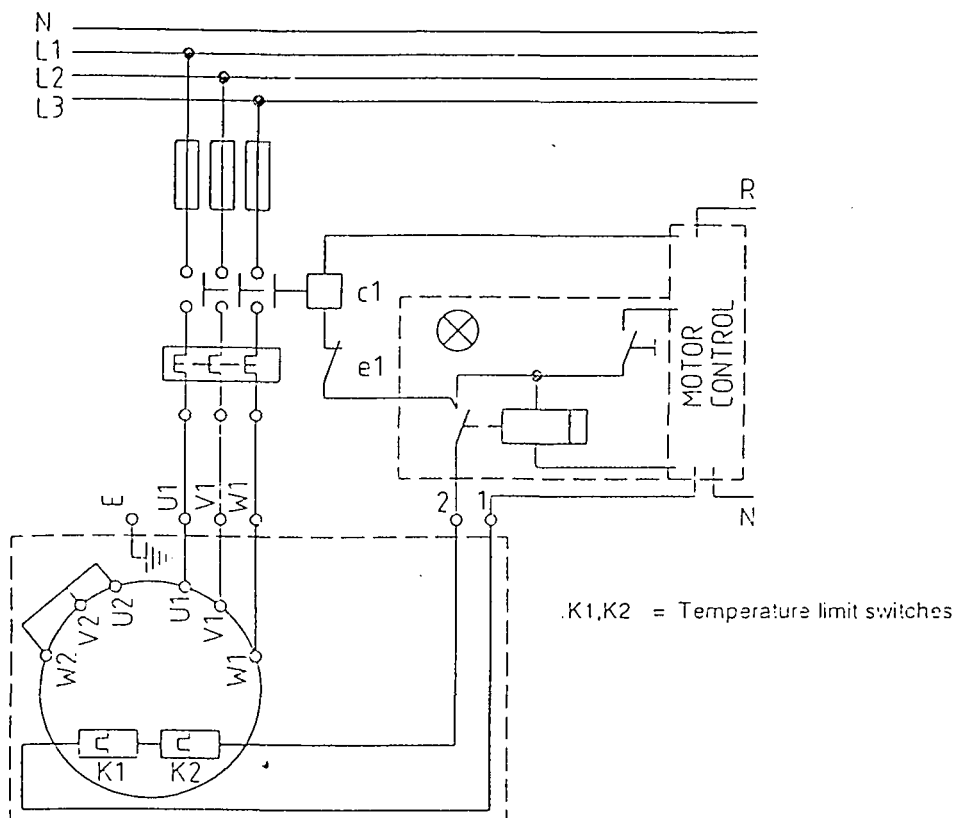 N
L1
L2
L3
R
c1
e1
MOTOR
CONTROL
E
U1
V1
W1
2
1
N
W2
V2
U2
U1
V1
W1
K1
K2
.K1,K2 = Temperature limit switches